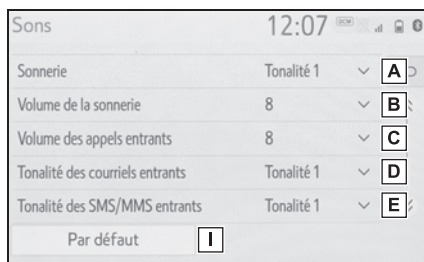 Sons 12:07 DCM
Sonnerie Tonalité 1 A
Volume de la sonnerie 8 B
Volume des appels entrants 8 C
Tonalité des courriels entrants Tonalité 1 D
Tonalité des SMS/MMS entrants Tonalité 1 E
Par défaut I